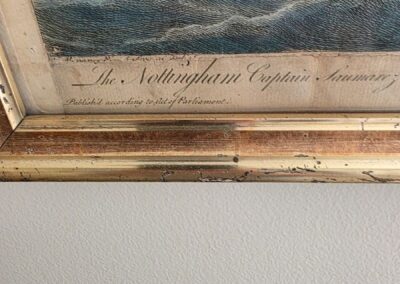 The Nottingham Captain Saumarez
Publish'd according to Act of Parliament.